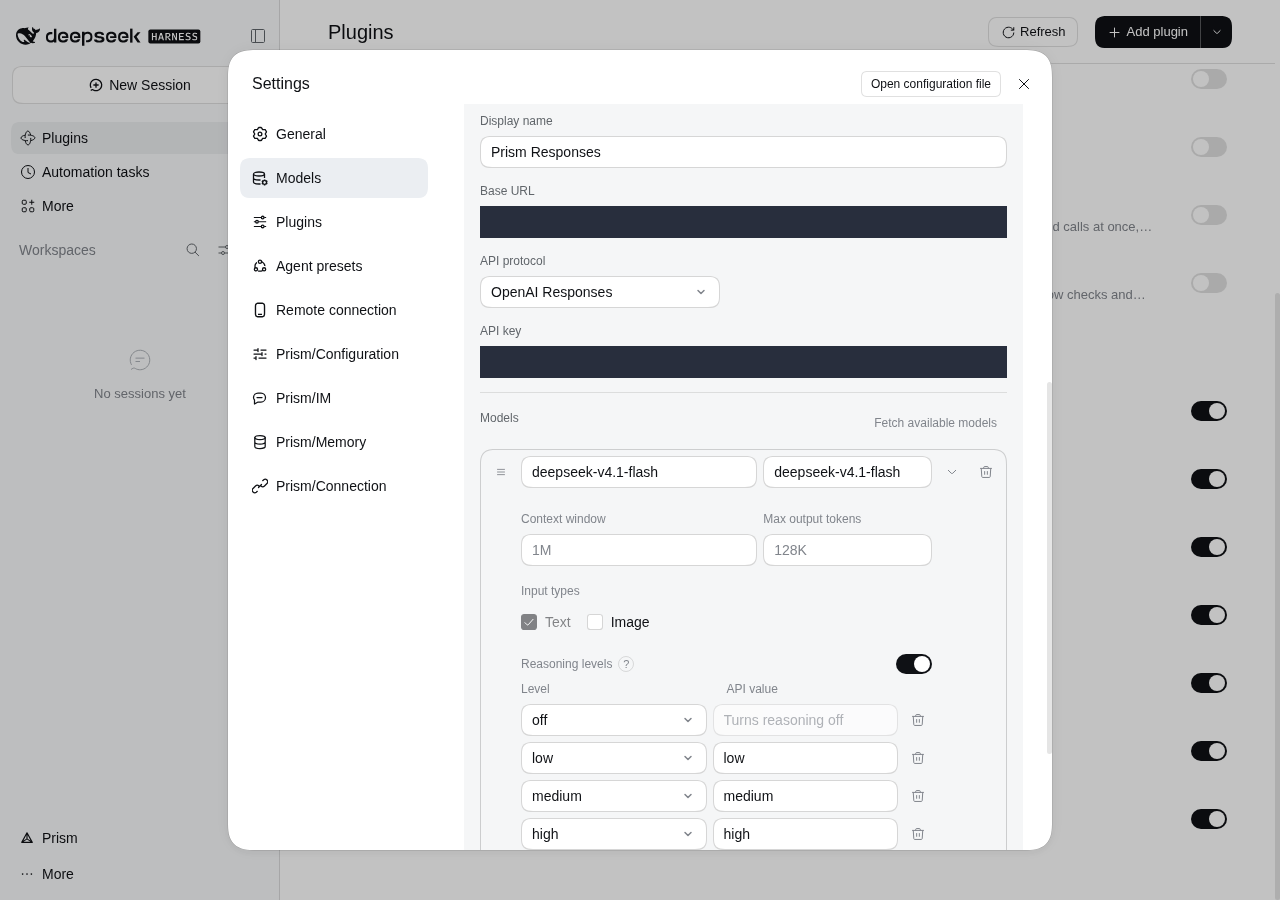 deepseek HARNESS
Plugins
Refresh
Add plugin
New Session
Plugins
Automation tasks
More
Workspaces
No sessions yet
Prism
More
d calls at once,…
ow checks and…
Settings
Open configuration file
General
Models
Plugins
Agent presets
Remote connection
Prism/Configuration
Prism/IM
Prism/Memory
Prism/Connection
Display name
Prism Responses
Base URL
API protocol
OpenAI Responses
API key
Models
Fetch available models
deepseek-v4.1-flash
deepseek-v4.1-flash
Context window
Max output tokens
1M
128K
Input types
Text
Image
Reasoning levels ?
Level
API value
off
Turns reasoning off
low
low
medium
medium
high
high